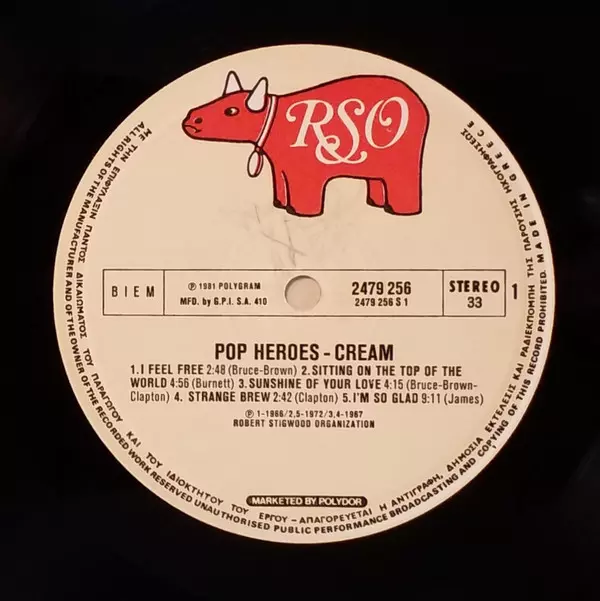 RSO
BIEM
℗ 1981 POLYGRAM
MFD. by G.P.I. S.A. 410
2479 256
2479 256 S 1
STEREO
33
1
POP HEROES - CREAM
1.I FEEL FREE 2:48 (Bruce-Brown) 2.SITTING ON THE TOP OF THE
WORLD 4:56 (Burnett) 3.SUNSHINE OF YOUR LOVE 4:15 (Bruce-Brown-
Clapton) 4. STRANGE BREW 2:42 (Clapton) 5.I'M SO GLAD 9:11 (James)
℗ 1-1966/2,5-1972/3,4-1967
ROBERT STIGWOOD ORGANIZATION
MARKETED BY POLYDOR
ΜΕ ΤΗΝ ΕΠΙΦΥΛΑΞΙΝ ΠΑΝΤΟΣ ΔΙΚΑΙΩΜΑΤΟΣ ΤΟΥ ΠΑΡΑΓΩΓΟΥ ΚΑΙ ΤΟΥ ΙΔΙΟΚΤΗΤΟΥ ΤΟΥ ΕΡΓΟΥ - ΑΠΑΓΟΡΕΥΕΤΑΙ Η ΑΝΤΙΓΡΑΦΗ, ΔΗΜΟΣΙΑ ΕΚΤΕΛΕΣΙΣ ΚΑΙ ΡΑΔΙΕΚΠΟΜΠΗ ΤΗΣ ΠΑΡΟΥΣΗΣ ΗΧΟΓΡΑΦΗΣΕΩΣ
ALL RIGHTS OF THE MANUFACTURER AND OF THE OWNER OF THE RECORDED WORK RESERVED UNAUTHORISED PUBLIC PERFORMANCE BROADCASTING AND COPYING OF THIS RECORD PROHIBITED. MADE IN GREECE